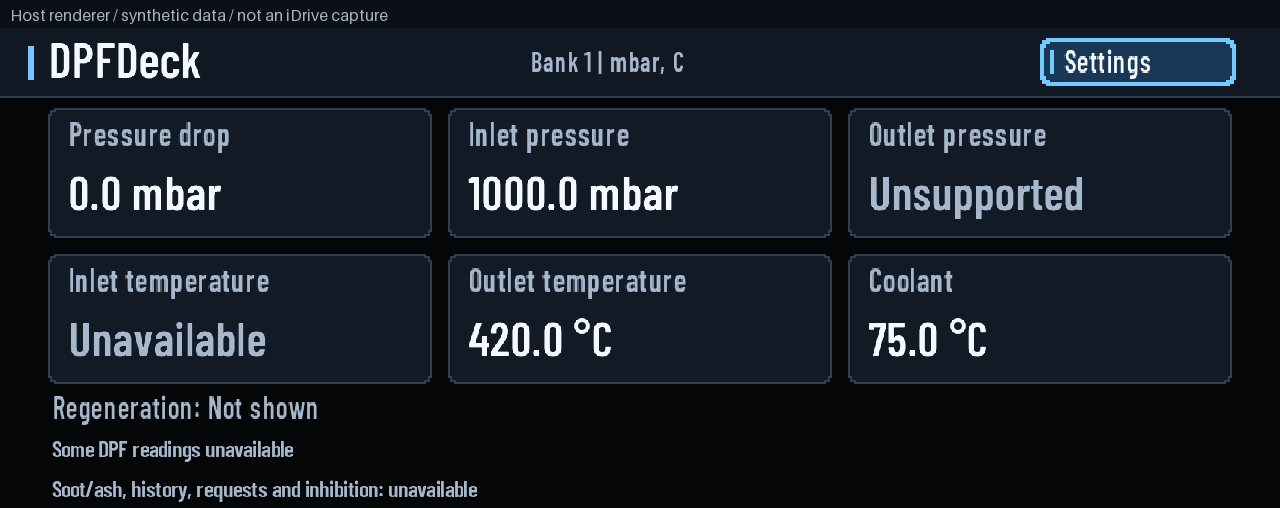 Host renderer / synthetic data / not an iDrive capture
DPFDeck
Bank 1 | mbar, C
Settings
Pressure drop
0.0 mbar
Inlet pressure
1000.0 mbar
Outlet pressure
Unsupported
Inlet temperature
Unavailable
Outlet temperature
420.0 °C
Coolant
75.0 °C
Regeneration: Not shown
Some DPF readings unavailable
Soot/ash, history, requests and inhibition: unavailable